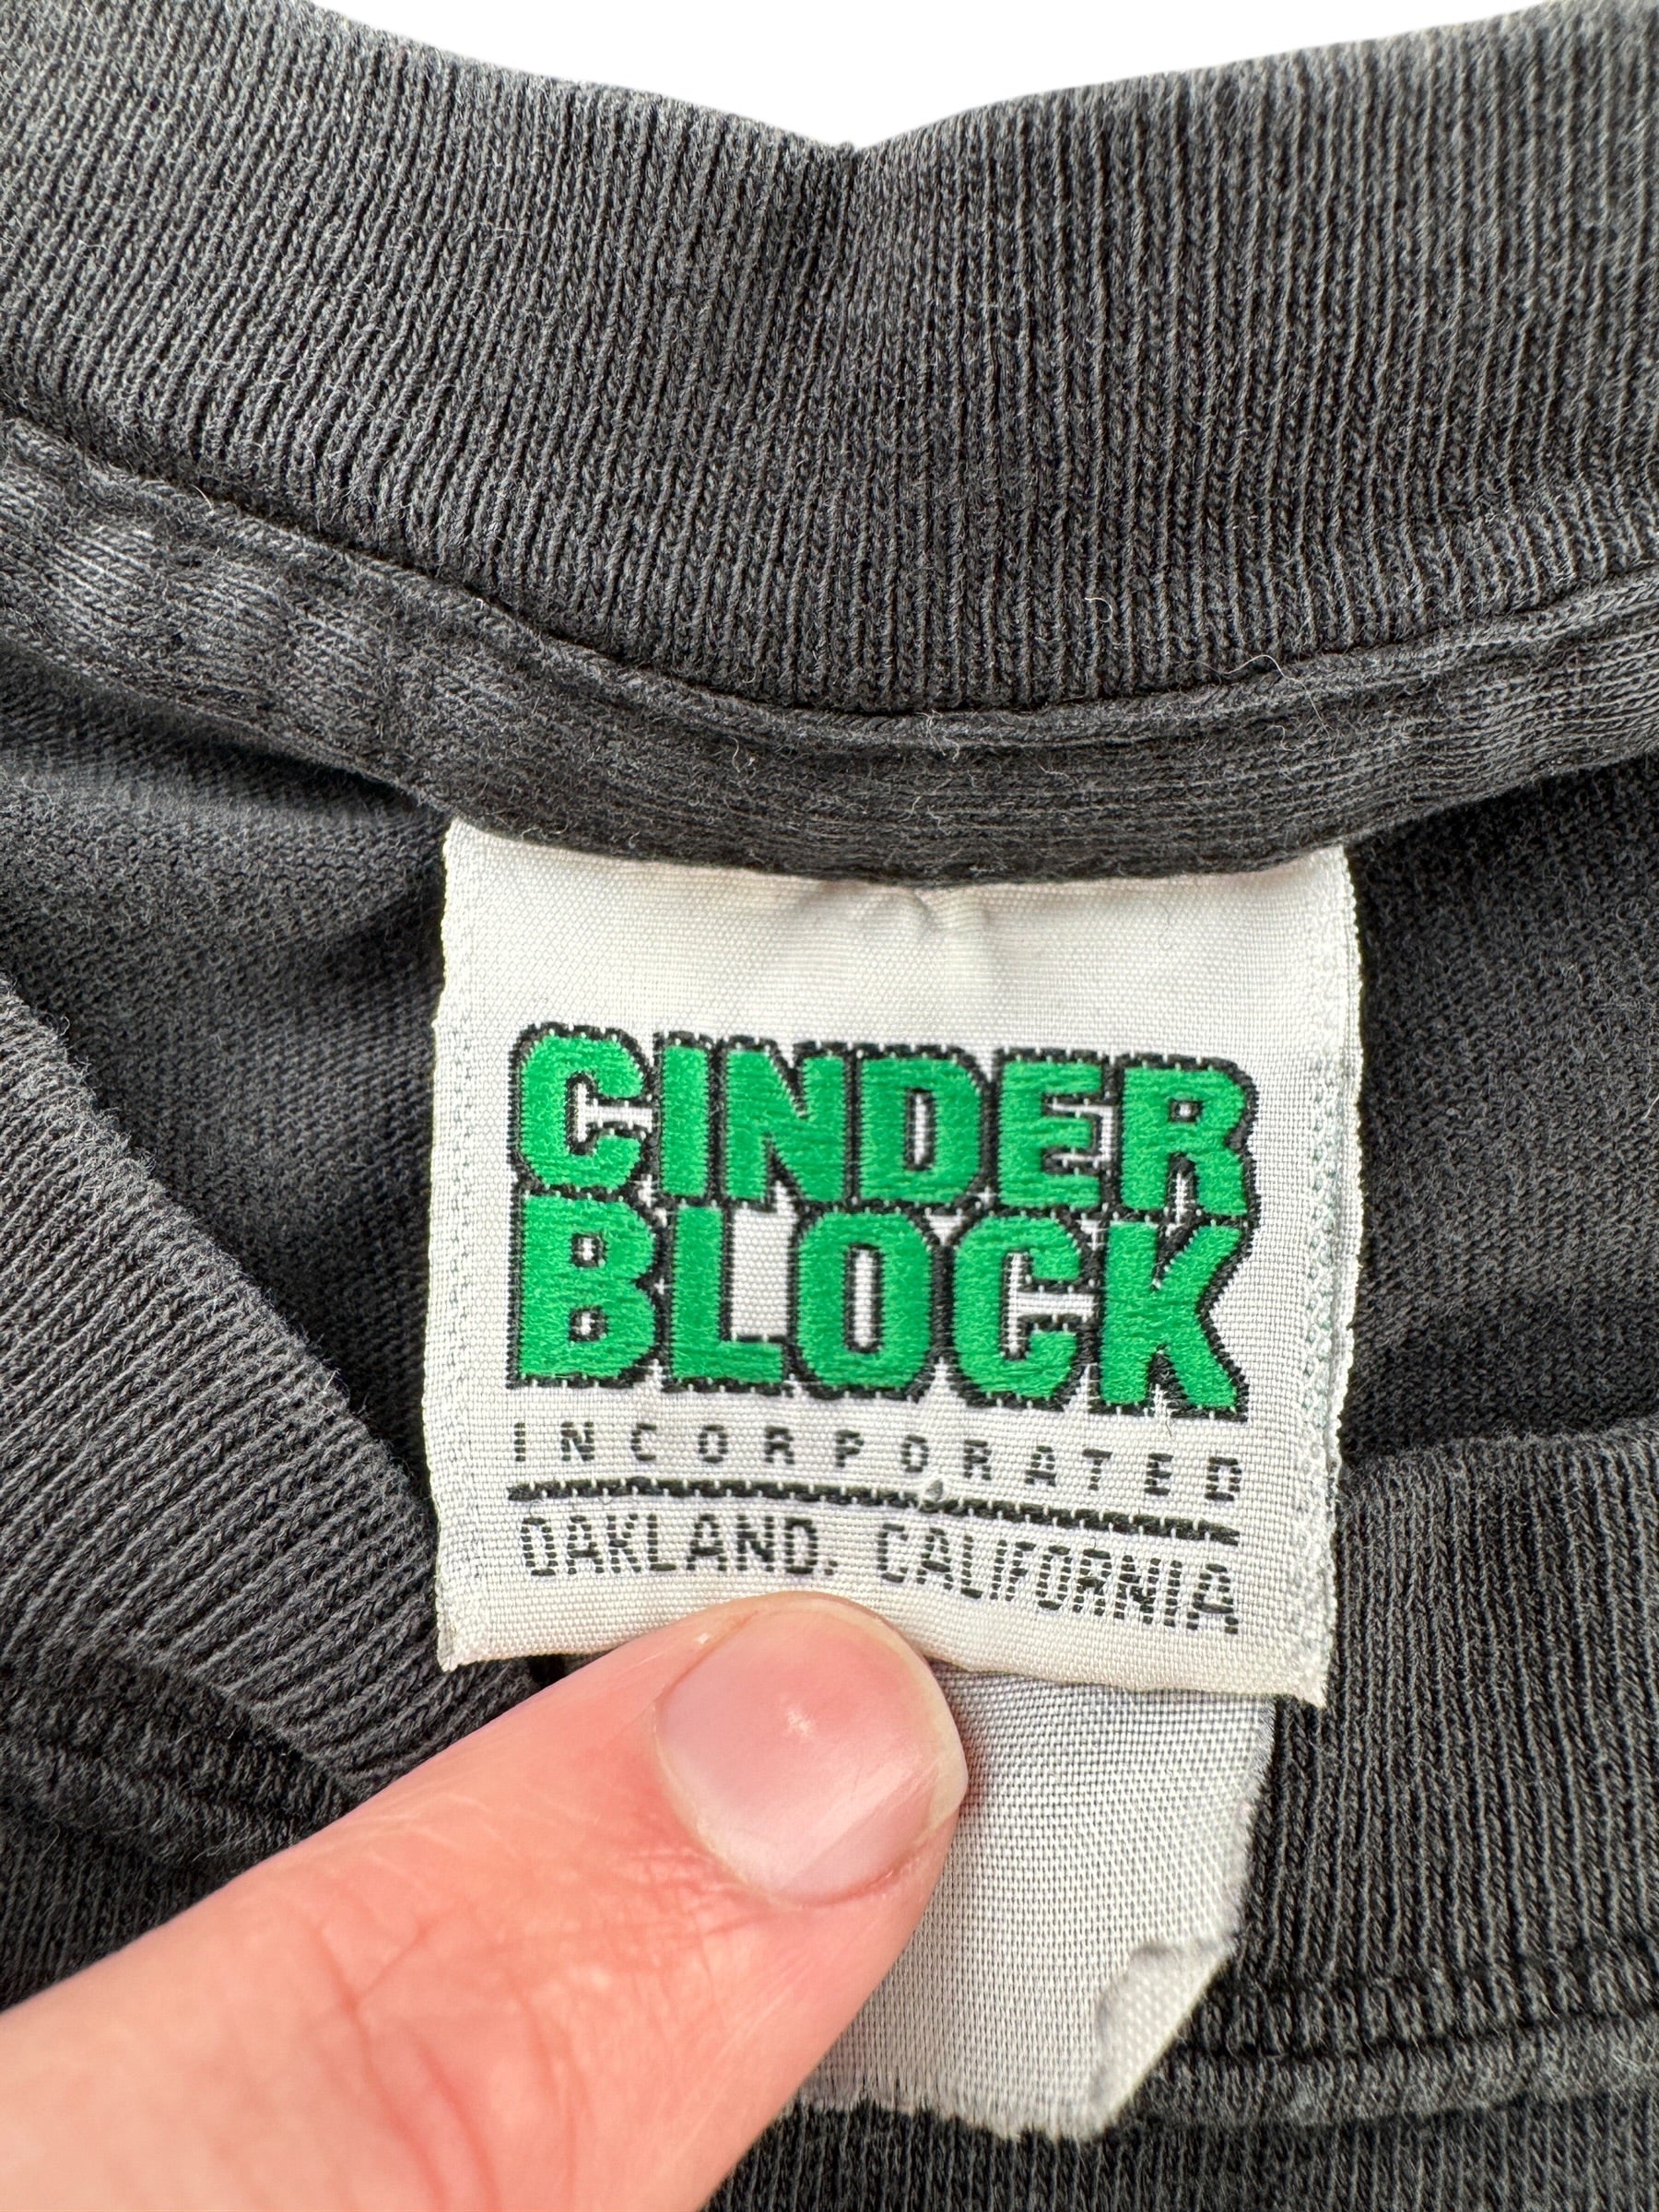 CINDER
BLOCK
INCORPORATED
OAKLAND, CALIFORNIA